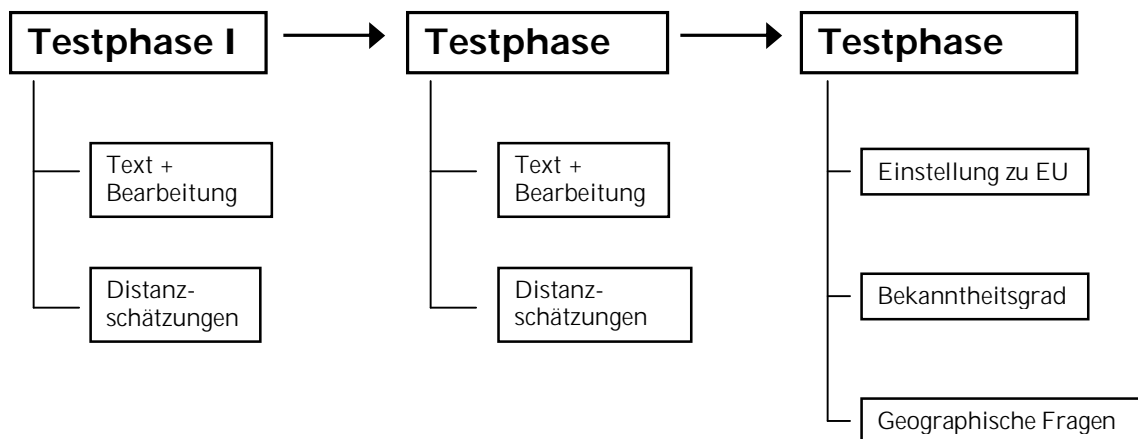 Testphase I
Text +
Bearbeitung
Distanz-
schätzungen
Testphase
Text +
Bearbeitung
Distanz-
schätzungen
Testphase
Einstellung zu EU
Bekanntheitsgrad
Geographische Fragen